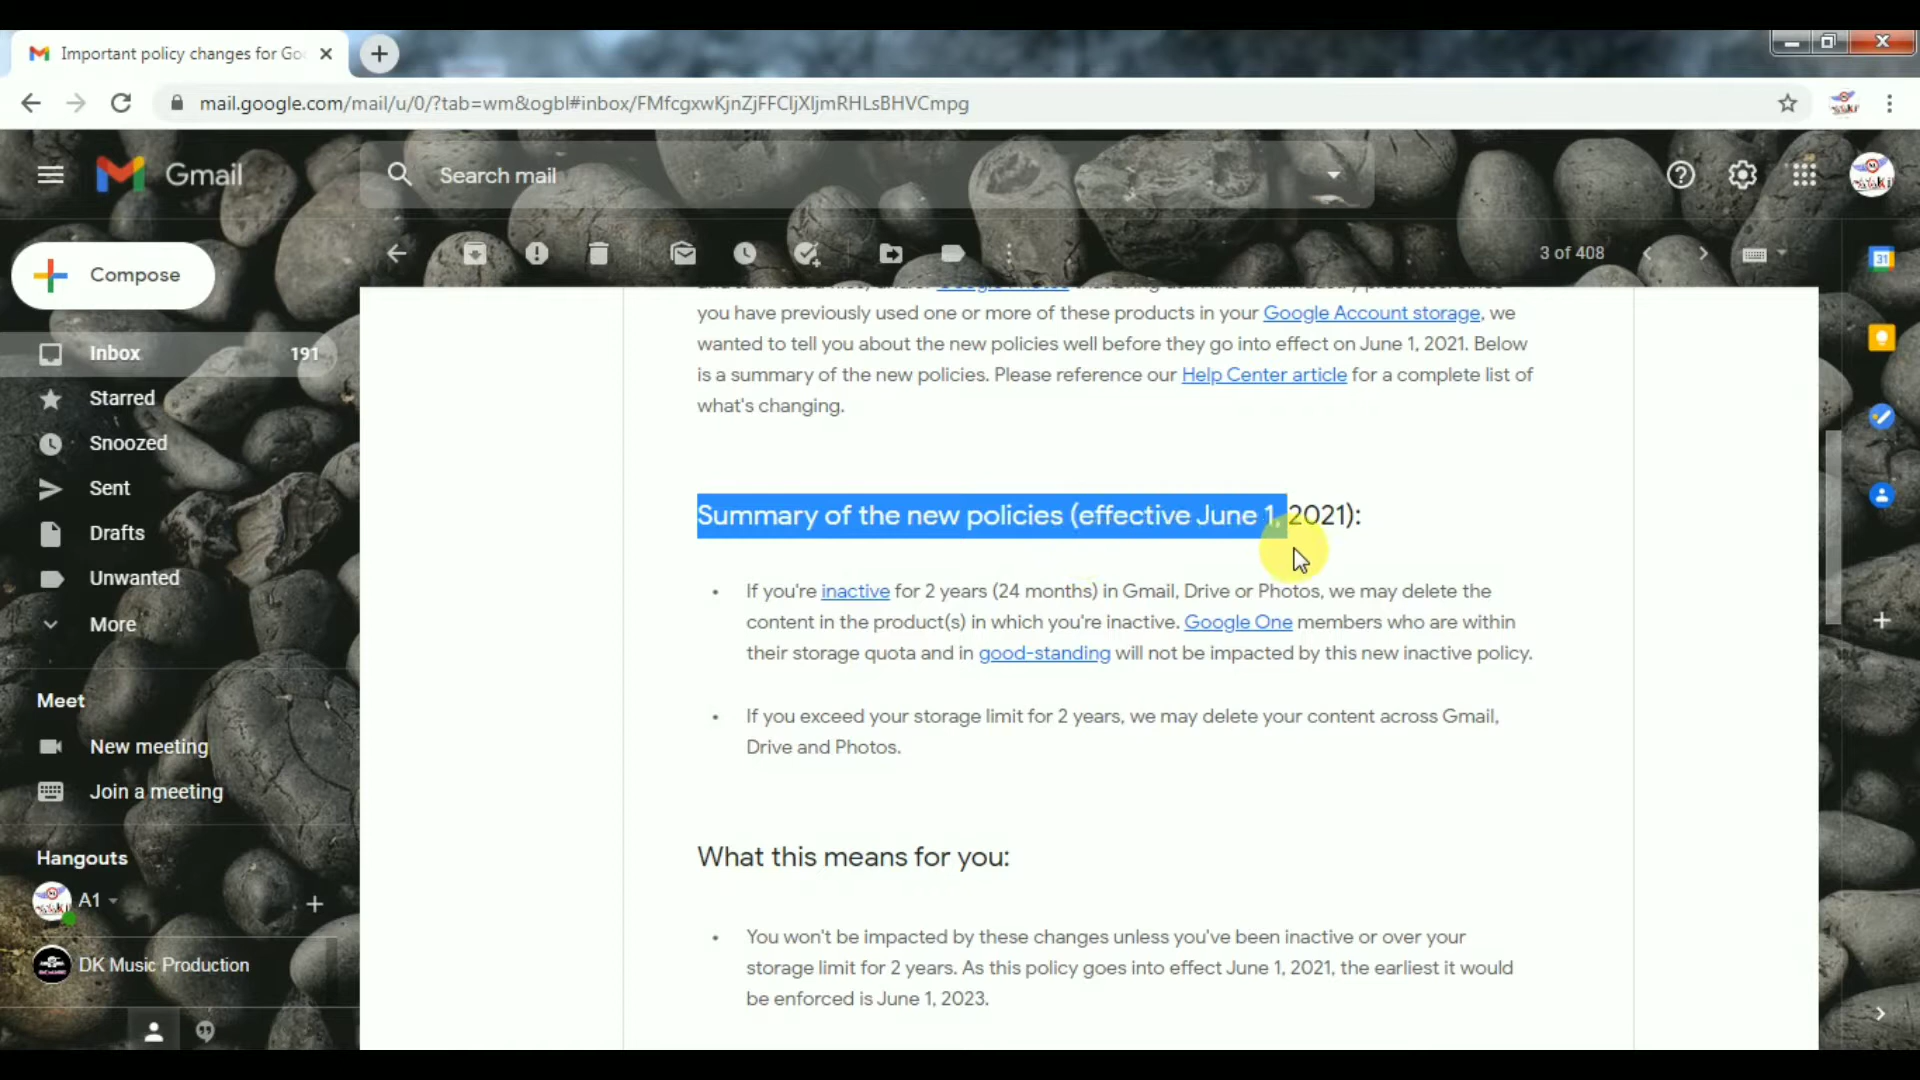 Important policy changes for Goo
mail.google.com/mail/u/0/?tab=wm&ogbl#inbox/FMfcgxwKjnZjFFCljXljmRHLsBHVCmpg
Gmail
Search mail
3 of 408
31
Compose
Inbox 191
Starred
Snoozed
Sent
Drafts
Unwanted
More
Meet
New meeting
Join a meeting
Hangouts
A1
DK Music Production
you have previously used one or more of these products in your Google Account storage, we
wanted to tell you about the new policies well before they go into effect on June 1, 2021. Below
is a summary of the new policies. Please reference our Help Center article for a complete list of
what's changing.
Summary of the new policies (effective June 1, 2021):
• If you're inactive for 2 years (24 months) in Gmail, Drive or Photos, we may delete the
content in the product(s) in which you're inactive. Google One members who are within
their storage quota and in good-standing will not be impacted by this new inactive policy.
• If you exceed your storage limit for 2 years, we may delete your content across Gmail,
Drive and Photos.
What this means for you:
• You won't be impacted by these changes unless you've been inactive or over your
storage limit for 2 years. As this policy goes into effect June 1, 2021, the earliest it would
be enforced is June 1, 2023.